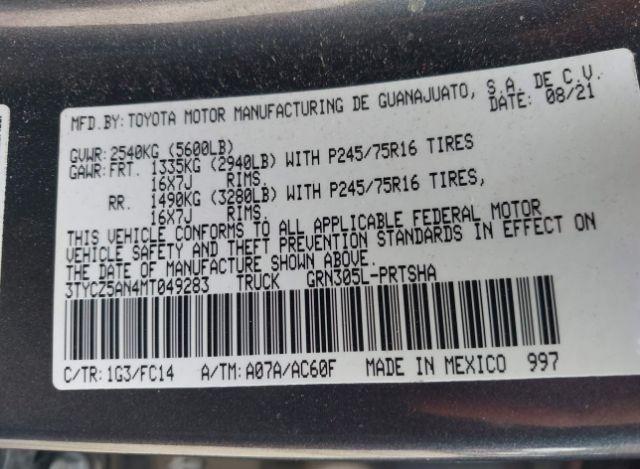 MFD.BY: TOYOTA MOTOR MANUFACTURING DE GUANAJUATO, S.A. DE C.V.
DATE: 08/21
GVWR: 2540KG (5600LB)
GAWR: FRT. 1335KG (2940LB) WITH P245/75R16 TIRES
16X7J RIMS,
RR. 1490KG (3280LB) WITH P245/75R16 TIRES,
16X7J RIMS.
THIS VEHICLE CONFORMS TO ALL APPLICABLE FEDERAL MOTOR
VEHICLE SAFETY AND THEFT PREVENTION STANDARDS IN EFFECT ON
THE DATE OF MANUFACTURE SHOWN ABOVE.
3TYCZ5AN4MT049283 TRUCK GRN305L-PRTSHA
C/TR: 1G3/FC14 A/TM: A07A/AC60F MADE IN MEXICO 997